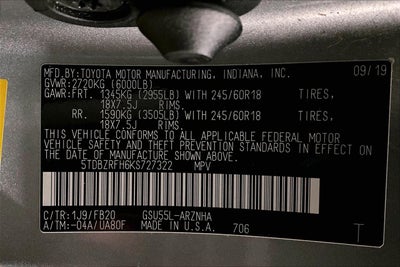 MFD.BY:TOYOTA MOTOR MANUFACTURING, INDIANA, INC. 09/19
GVWR:2720KG (6000LB)
GAWR:FRT. 1345KG (2955LB) WITH 245/60R18 TIRES,
18X7.5J RIMS.
RR. 1590KG (3505LB) WITH 245/60R18 TIRES,
18X7.5J RIMS.
THIS VEHICLE CONFORMS TO ALL APPLICABLE FEDERAL MOTOR
VEHICLE SAFETY AND THEFT PREVENTION STANDARDS IN EFFECT
ON THE DATE OF MANUFACTURE SHOWN ABOVE.
5TDBZRFH6KS727322 MPV
C/TR:1J9/FB20 GSU55L-ARZNHA
A/TM:-04A/UA80F MADE IN U.S.A. 706 T